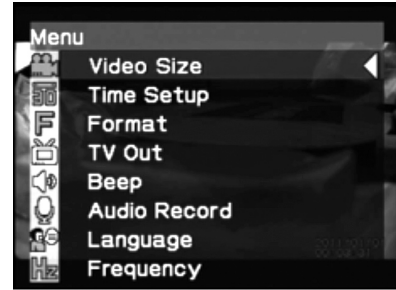 Menu
Video Size
Time Setup
Format
TV Out
Beep
Audio Record
Language
Frequency